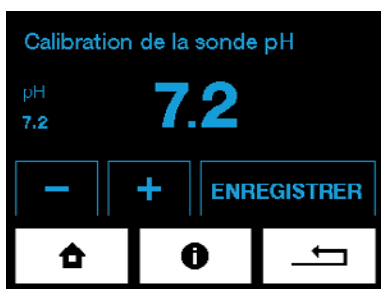 Calibration de la sonde pH
pH
7.2
7.2
− + ENREGISTRER